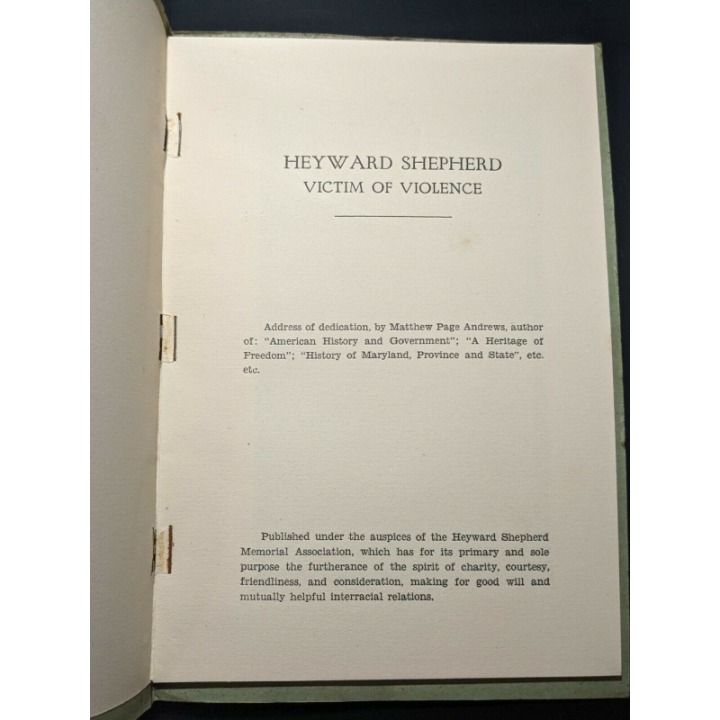 HEYWARD SHEPHERD
VICTIM OF VIOLENCE
Address of dedication, by Matthew Page Andrews, author
of: "American History and Government"; "A Heritage of
Freedom"; "History of Maryland, Province and State", etc.
etc.
Published under the auspices of the Heyward Shepherd
Memorial Association, which has for its primary and sole
purpose the furtherance of the spirit of charity, courtesy,
friendliness, and consideration, making for good will and
mutually helpful interracial relations.